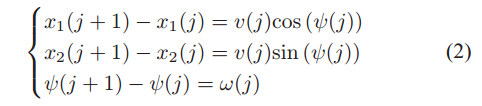 x₁(j + 1) − x₁(j) = v(j)cos (ψ(j))
x₂(j + 1) − x₂(j) = v(j)sin (ψ(j)) (2)
ψ(j + 1) − ψ(j) = ω(j)